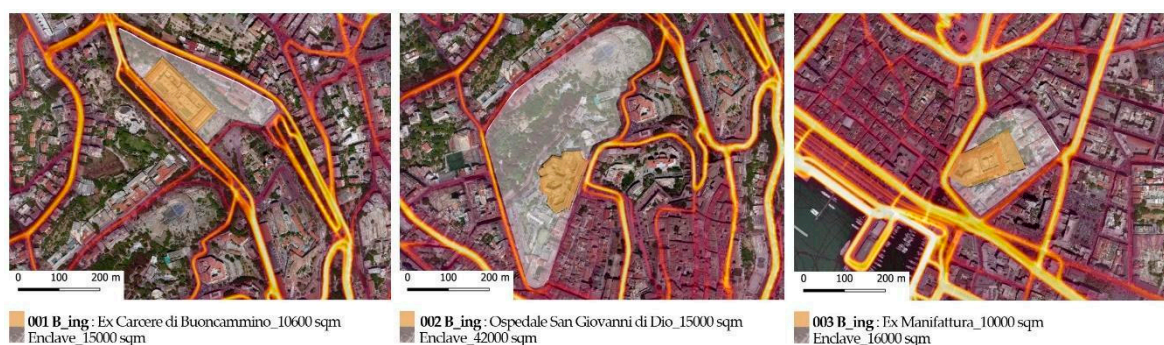 0 100 200 m
0 100 200 m
0 100 200 m
001 B_ing : Ex Carcere di Buoncammino_10600 sqm
Enclave_15000 sqm
002 B_ing : Ospedale San Giovanni di Dio_15000 sqm
Enclave_42000 sqm
003 B_ing : Ex Manifattura_10000 sqm
Enclave_16000 sqm